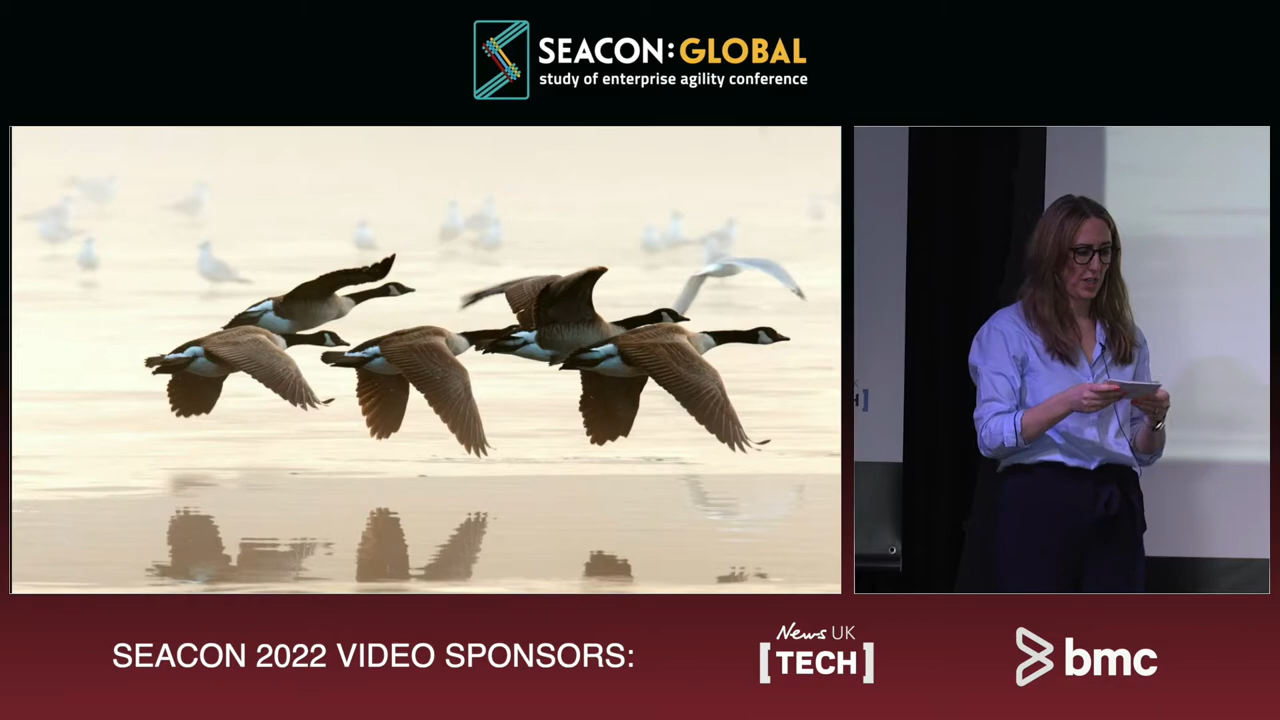 SEACON:GLOBAL
study of enterprise agility conference
SEACON 2022 VIDEO SPONSORS:
News UK
[TECH]
bmc